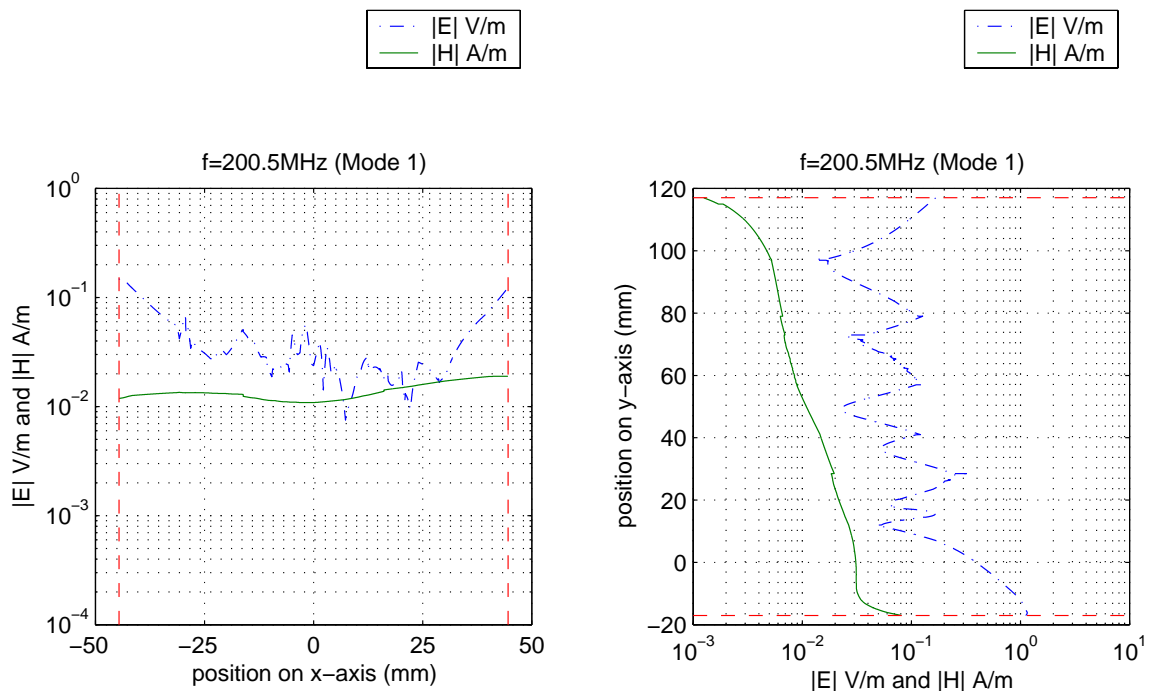 |E| V/m
|H| A/m
f=200.5MHz (Mode 1)
10^0
10^-1
10^-2
10^-3
10^-4
|E| V/m and |H| A/m
-50
-25
0
25
50
position on x-axis (mm)
|E| V/m
|H| A/m
f=200.5MHz (Mode 1)
120
100
80
60
40
20
0
-20
position on y-axis (mm)
10^-3
10^-2
10^-1
10^0
10^1
|E| V/m and |H| A/m